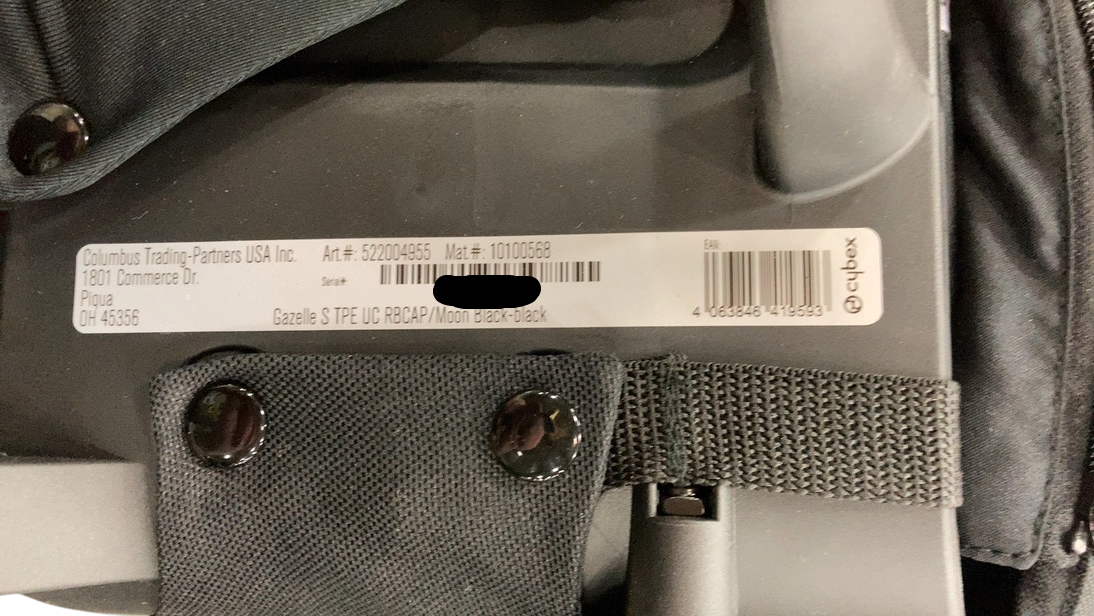 Columbus Trading-Partners USA Inc.
1801 Commerce Dr.
Piqua
OH 45356
Art.#: 522004955 Mat.#: 10100568
Serial#
Gazelle S TPE UC RBCAP/Moon Black-black
EAN
4 063846 419593
cybex